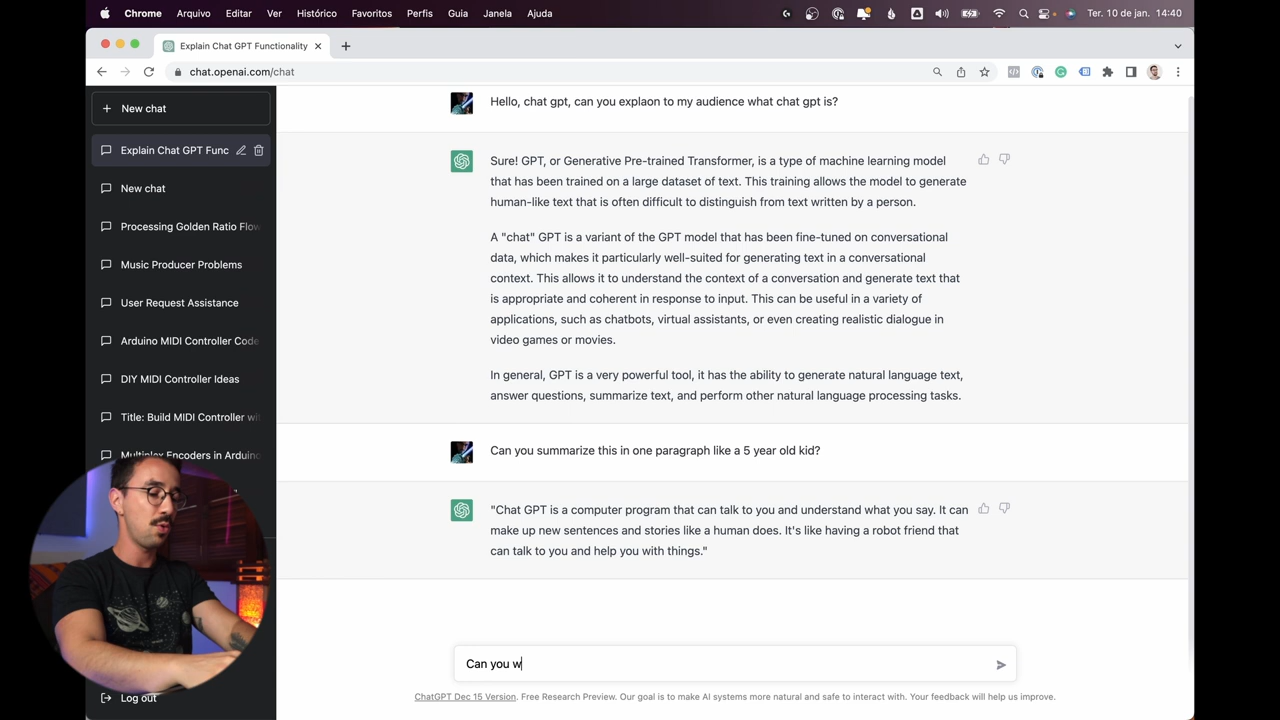 Chrome Arquivo Editar Ver Histórico Favoritos Perfis Guia Janela Ajuda Ter. 10 de jan. 14:40
Explain Chat GPT Functionality
chat.openai.com/chat
New chat
Explain Chat GPT Func
New chat
Processing Golden Ratio Flow
Music Producer Problems
User Request Assistance
Arduino MIDI Controller Code
DIY MIDI Controller Ideas
Title: Build MIDI Controller wit
Multiplex Encoders in Arduino
Log out
Hello, chat gpt, can you explaon to my audience what chat gpt is?
Sure! GPT, or Generative Pre-trained Transformer, is a type of machine learning model
that has been trained on a large dataset of text. This training allows the model to generate
human-like text that is often difficult to distinguish from text written by a person.
A "chat" GPT is a variant of the GPT model that has been fine-tuned on conversational
data, which makes it particularly well-suited for generating text in a conversational
context. This allows it to understand the context of a conversation and generate text that
is appropriate and coherent in response to input. This can be useful in a variety of
applications, such as chatbots, virtual assistants, or even creating realistic dialogue in
video games or movies.
In general, GPT is a very powerful tool, it has the ability to generate natural language text,
answer questions, summarize text, and perform other natural language processing tasks.
Can you summarize this in one paragraph like a 5 year old kid?
"Chat GPT is a computer program that can talk to you and understand what you say. It can
make up new sentences and stories like a human does. It's like having a robot friend that
can talk to you and help you with things."
Can you w
ChatGPT Dec 15 Version. Free Research Preview. Our goal is to make AI systems more natural and safe to interact with. Your feedback will help us improve.